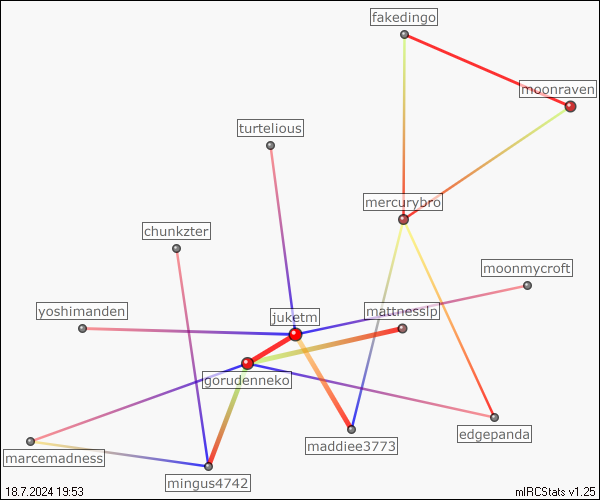 fakedingo
moonraven
turtelious
mercurybro
chunkzter
moonmycroft
yoshimanden
juketm
mattnesslp
gorudenneko
edgepanda
maddiee3773
marcemadness
mingus4742
18.7.2024 19:53
mIRCStats v1.25